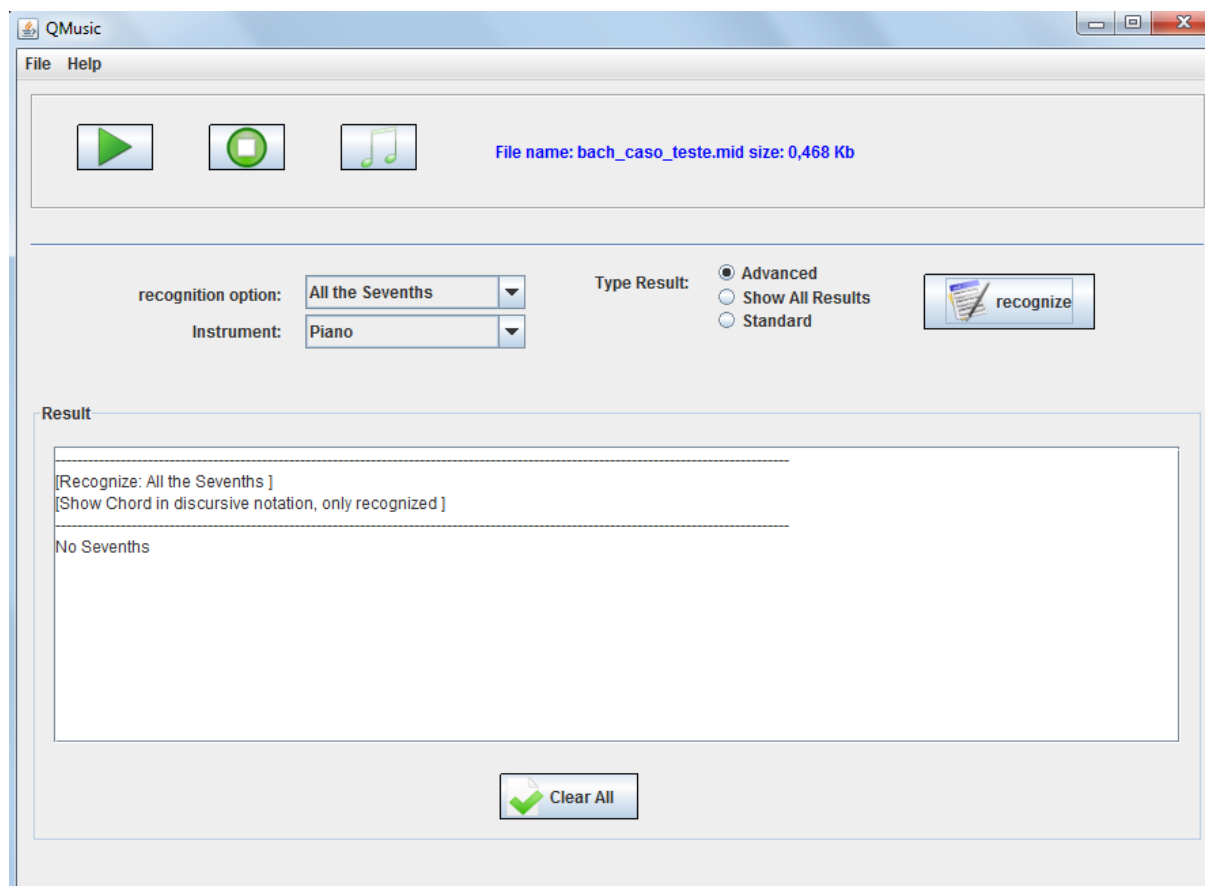 QMusic
File Help
File name: bach_caso_teste.mid size: 0,468 Kb
recognition option: All the Sevenths
Instrument: Piano
Type Result:
Advanced
Show All Results
Standard
recognize
Result
[Recognize: All the Sevenths ]
[Show Chord in discursive notation, only recognized ]
No Sevenths
Clear All